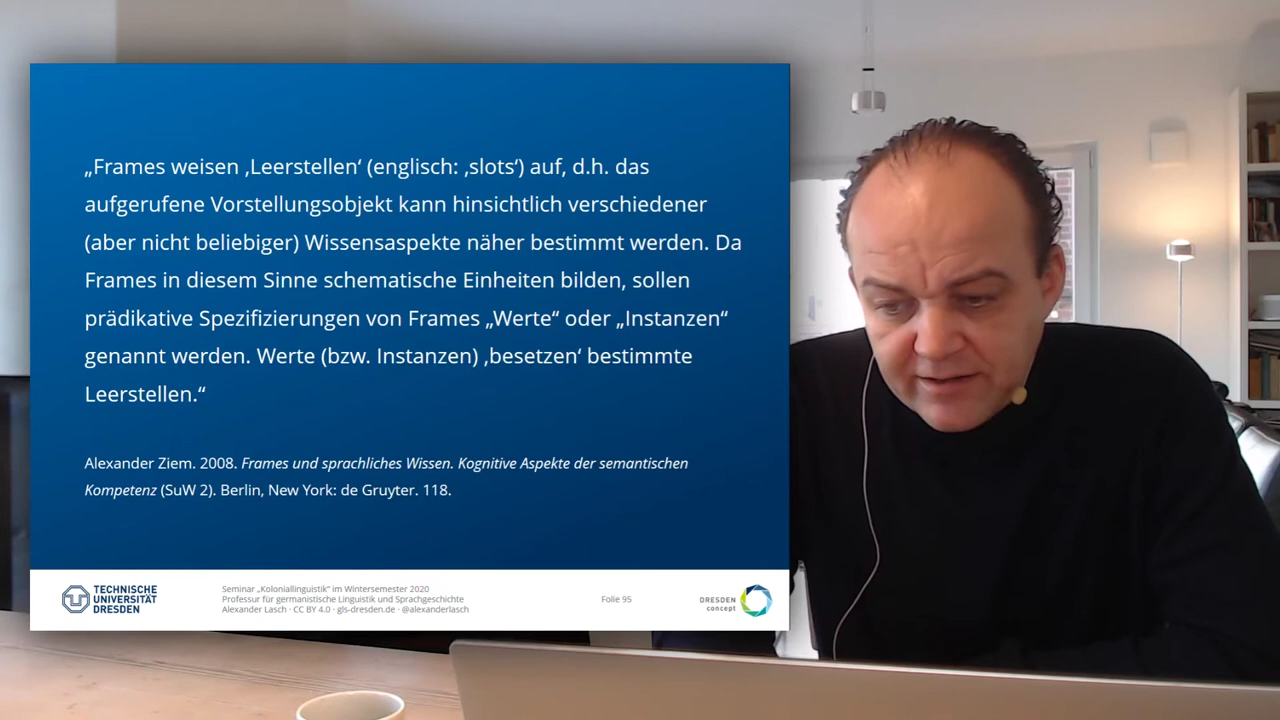 „Frames weisen ‚Leerstellen‘ (englisch: ‚slots‘) auf, d.h. das
aufgerufene Vorstellungsobjekt kann hinsichtlich verschiedener
(aber nicht beliebiger) Wissensaspekte näher bestimmt werden. Da
Frames in diesem Sinne schematische Einheiten bilden, sollen
prädikative Spezifizierungen von Frames „Werte“ oder „Instanzen“
genannt werden. Werte (bzw. Instanzen) ‚besetzen‘ bestimmte
Leerstellen.“
Alexander Ziem. 2008. Frames und sprachliches Wissen. Kognitive Aspekte der semantischen
Kompetenz (SuW 2). Berlin, New York: de Gruyter. 118.
TECHNISCHE
UNIVERSITÄT
DRESDEN
Seminar „Koloniallinguistik“ im Wintersemester 2020
Professur für germanistische Linguistik und Sprachgeschichte
Alexander Lasch · CC BY 4.0 · gls-dresden.de · @alexanderlasch
Folie 95
DRESDEN
concept